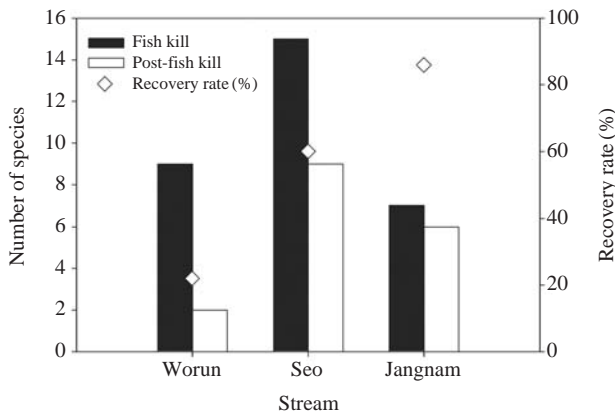 16
14
12
10
8
6
4
2
0
Number of species
Fish kill
Post-fish kill
Recovery rate (%)
100
80
60
40
20
0
Recovery rate (%)
Worun Seo Jangnam
Stream